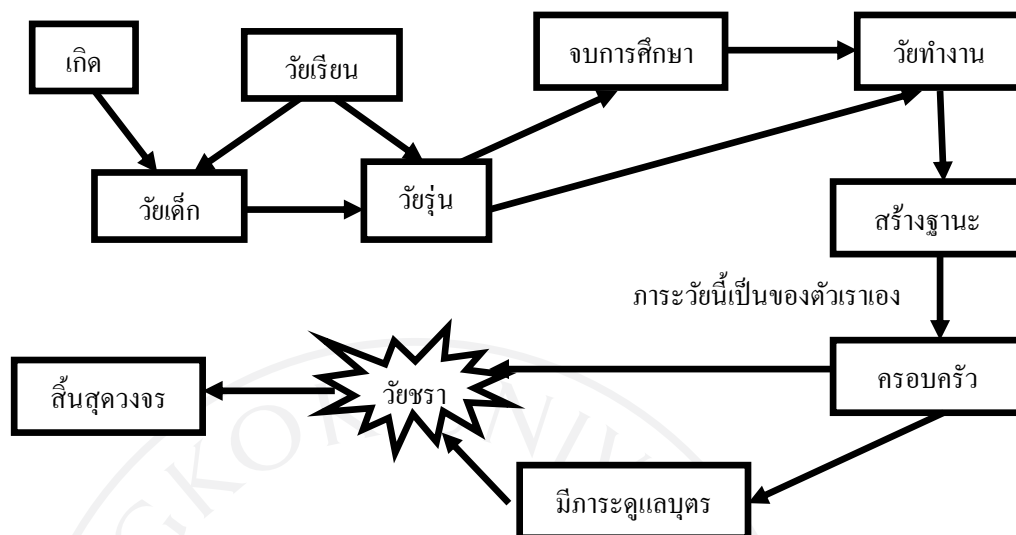 เกิด
วัยเรียน
จบการศึกษา
วัยทำงาน
วัยเด็ก
วัยรุ่น
สร้างฐานะ
ภาระวัยนี้เป็นของตัวเราเอง
สิ้นสุดวงจร
วัยชรา
ครอบครัว
มีภาระดูแลบุตร